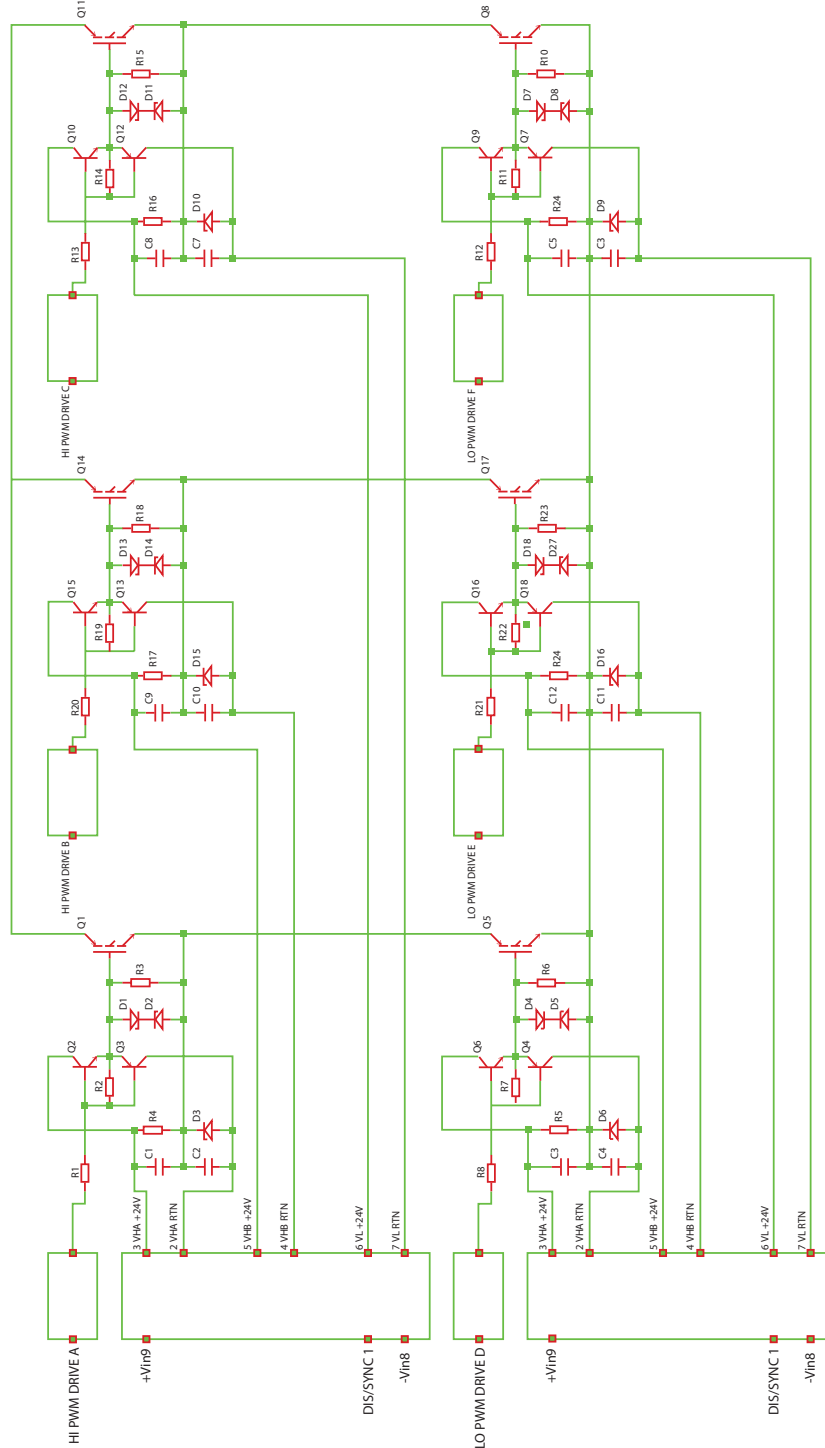 HI PWM DRIVE A
R1
Q2
R2
Q3
Q1
D1
D2
R3
C1
R4
C2
D3
+Vin9
DIS/SYNC 1
-Vin8
3 VHA +24V
2 VHA RTN
5 VHB +24V
4 VHB RTN
6 VL +24V
7 VL RTN
HI PWM DRIVE B
R20
Q15
R19
Q13
Q14
D13
D14
R18
C9
R17
C10
D15
HI PWM DRIVE C
R13
Q10
R14
Q12
Q11
D12
D11
R15
C8
R16
C7
D10
LO PWM DRIVE D
R8
Q6
R7
Q4
Q5
D4
D5
R6
C3
R5
C4
D6
+Vin9
DIS/SYNC 1
-Vin8
3 VHA +24V
2 VHA RTN
5 VHB +24V
4 VHB RTN
6 VL +24V
7 VL RTN
LO PWM DRIVE E
R21
Q16
R22
Q18
Q17
D18
D27
R23
C12
R24
C11
D16
LO PWM DRIVE F
R12
Q9
R11
Q7
Q8
D7
D8
R10
C5
R24
C3
D9